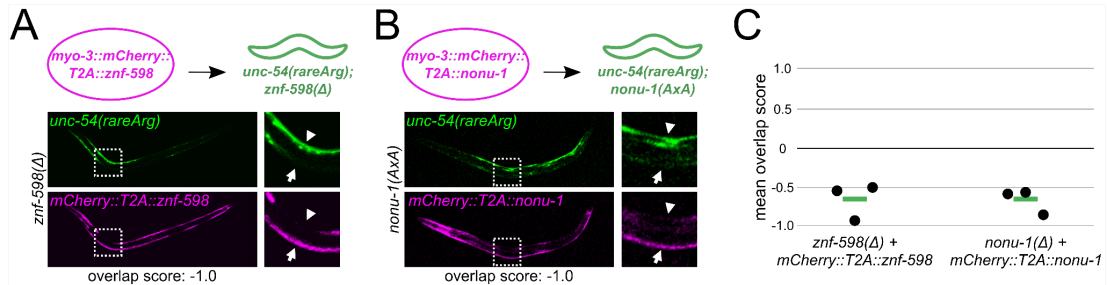 A
myo-3::mCherry::
T2A::znf-598
unc-54(rareArg);
znf-598(Δ)
znf-598(Δ)
unc-54(rareArg)
mCherry::T2A::znf-598
overlap score: -1.0
B
myo-3::mCherry::
T2A::nonu-1
unc-54(rareArg);
nonu-1(AxA)
nonu-1(AxA)
unc-54(rareArg)
mCherry::T2A::nonu-1
overlap score: -1.0
C
mean overlap score
1.0
0.5
0
-0.5
-1.0
znf-598(Δ) +
mCherry::T2A::znf-598
nonu-1(Δ) +
mCherry::T2A::nonu-1